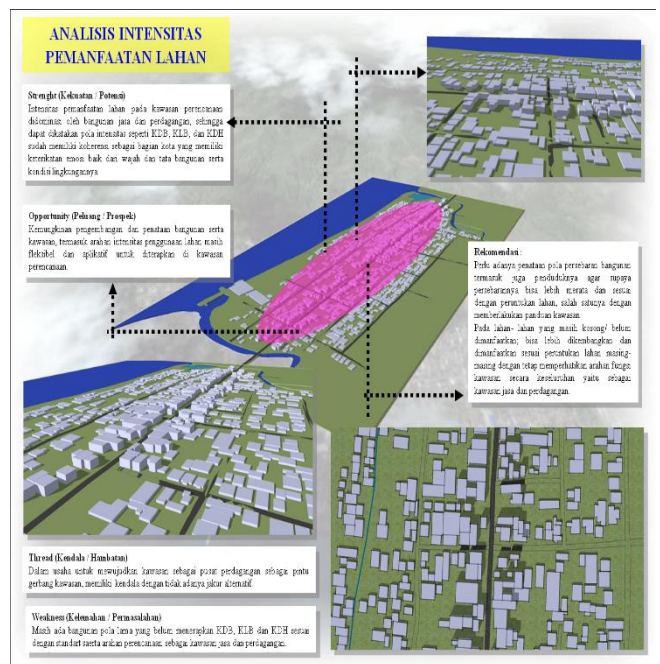 ANALISIS INTENSITAS
PEMANFAATAN LAHAN
Strenght (Kekuatan / Potensi)
Intensitas pemanfaatan lahan pada kawasan perencanaan
didominasi oleh bangunan jasa dan perdagangan, sehingga
dapat dikatakan pola intensitas seperti KDB, KLB, dan KDH
sudah memiliki koherensi sebagai bagian kota yang memiliki
keterikatan emosi baik dari wajah dan tata bangunan serta
kondisi lingkungannya.
Opportunity (Peluang / Prospek)
Kemungkinan pengembangan dan penataan bangunan serta
kawasan, termasuk arahan intensitas penggunaan lahan masih
fleksibel dan aplikatif untuk diterapkan di kawasan
perencanaan.
Rekomendasi :
Perlu adanya penataan pola persebaran bangunan
termasuk juga penduduknya agar supaya
persebarannya bisa lebih merata dan sesuai
dengan peruntukan lahan, salah satunya dengan
memberlakukan panduan kawasan.
Pada lahan- lahan yang masih kosong/ belum
dimanfaatkan; bisa lebih dikembangkan dan
dimanfaatkan sesuai peruntukan lahan masing-
masing dengan tetap memperhatikan arahan fungsi
kawasan secara keseluruhan yaitu sebagai
kawasan jasa dan perdagangan.
Thread (Kendala / Hambatan)
Dalam usaha untuk mewujudkan kawasan sebagai pusat perdagangan sebagai pintu
gerbang kawasan, memiliki kendala dengan tidak adanya jalur alternatif.
Weakness (Kelemahan / Permasalahan)
Masih ada bangunan pola lama yang belum menerapkan KDB, KLB dan KDH sesuai
dengan standart saerta arahan perencanaan sebagai kawasan jasa dan perdagangan.